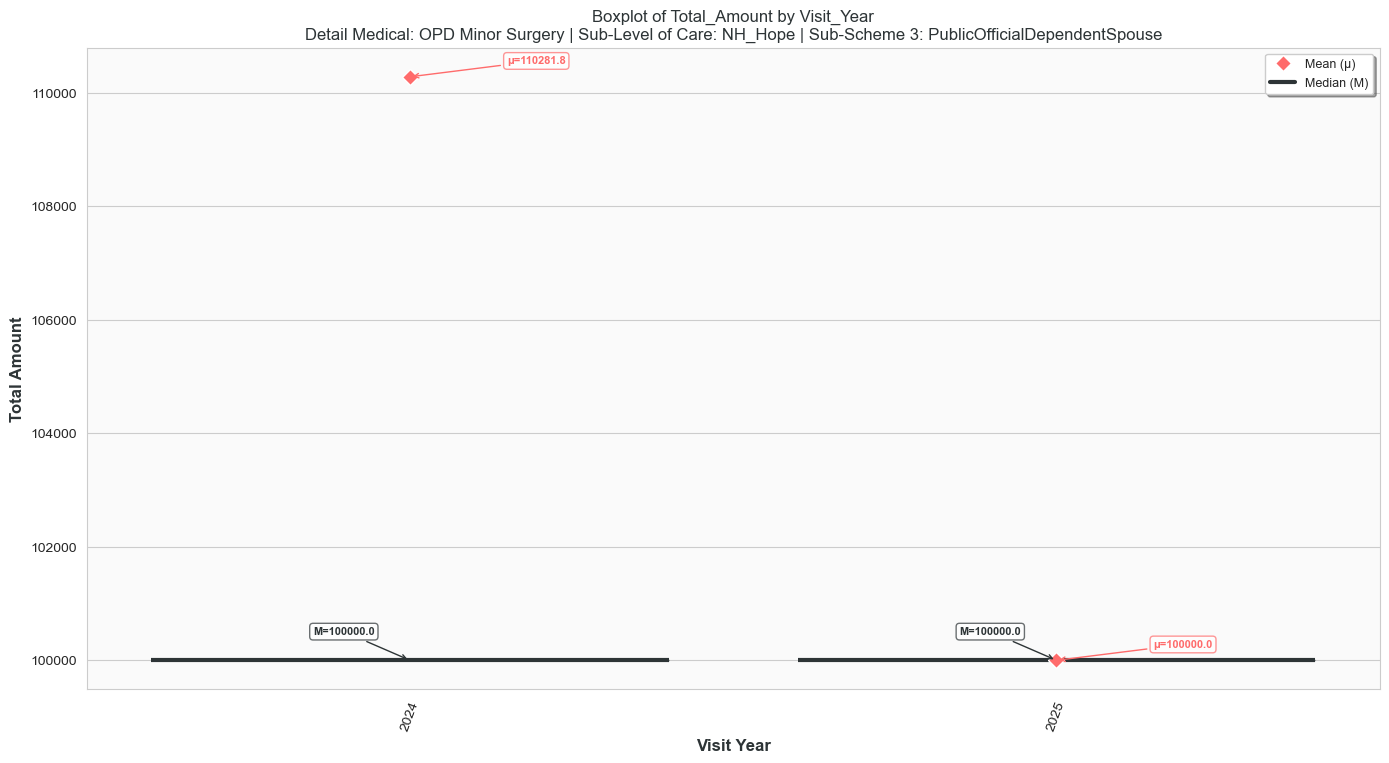 Boxplot of Total_Amount by Visit_Year
Detail Medical: OPD Minor Surgery | Sub-Level of Care: NH_Hope | Sub-Scheme 3: PublicOfficialDependentSpouse
μ=110281.8
Mean (μ)
Median (M)
110000
108000
106000
104000
102000
100000
Total Amount
M=100000.0
M=100000.0
μ=100000.0
2024
2025
Visit Year